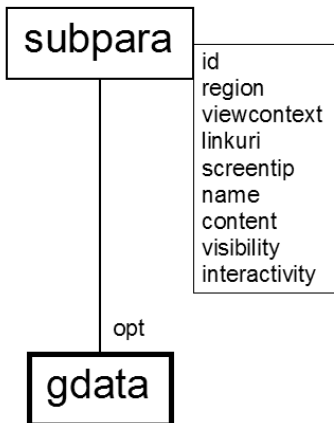 subpara
id
region
viewcontext
linkuri
screentip
name
content
visibility
interactivity
opt
gdata